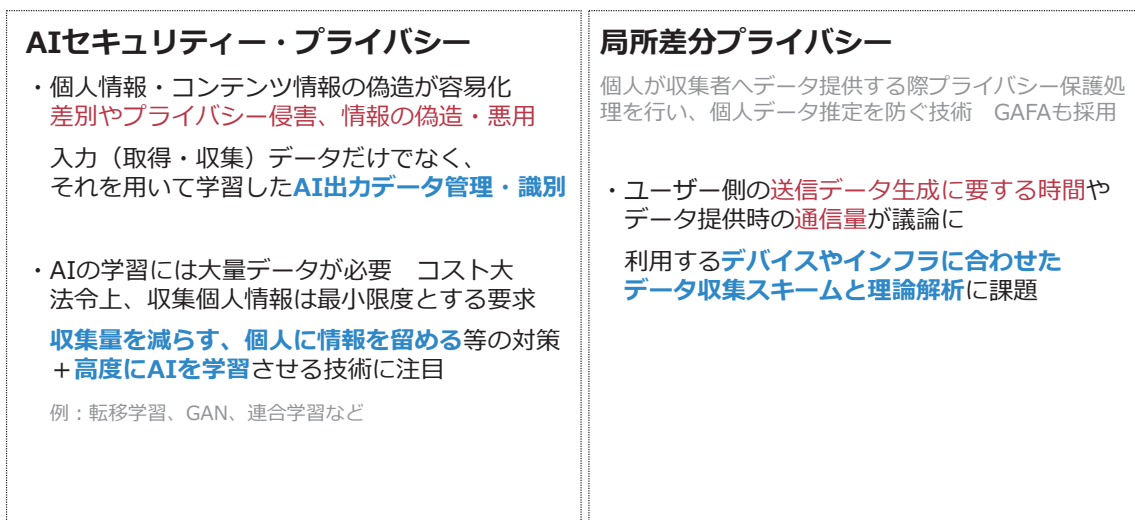 AIセキュリティー・プライバシー
・個人情報・コンテンツ情報の偽造が容易化
差別やプライバシー侵害、情報の偽造・悪用
入力（取得・収集）データだけでなく、
それを用いて学習したAI出力データ管理・識別
・AIの学習には大量データが必要　コスト大
法令上、収集個人情報は最小限度とする要求
収集量を減らす、個人に情報を留める等の対策
＋高度にAIを学習させる技術に注目
例：転移学習、GAN、連合学習など
局所差分プライバシー
個人が収集者へデータ提供する際プライバシー保護処
理を行い、個人データ推定を防ぐ技術　GAFAも採用
・ユーザー側の送信データ生成に要する時間や
データ提供時の通信量が議論に
利用するデバイスやインフラに合わせた
データ収集スキームと理論解析に課題